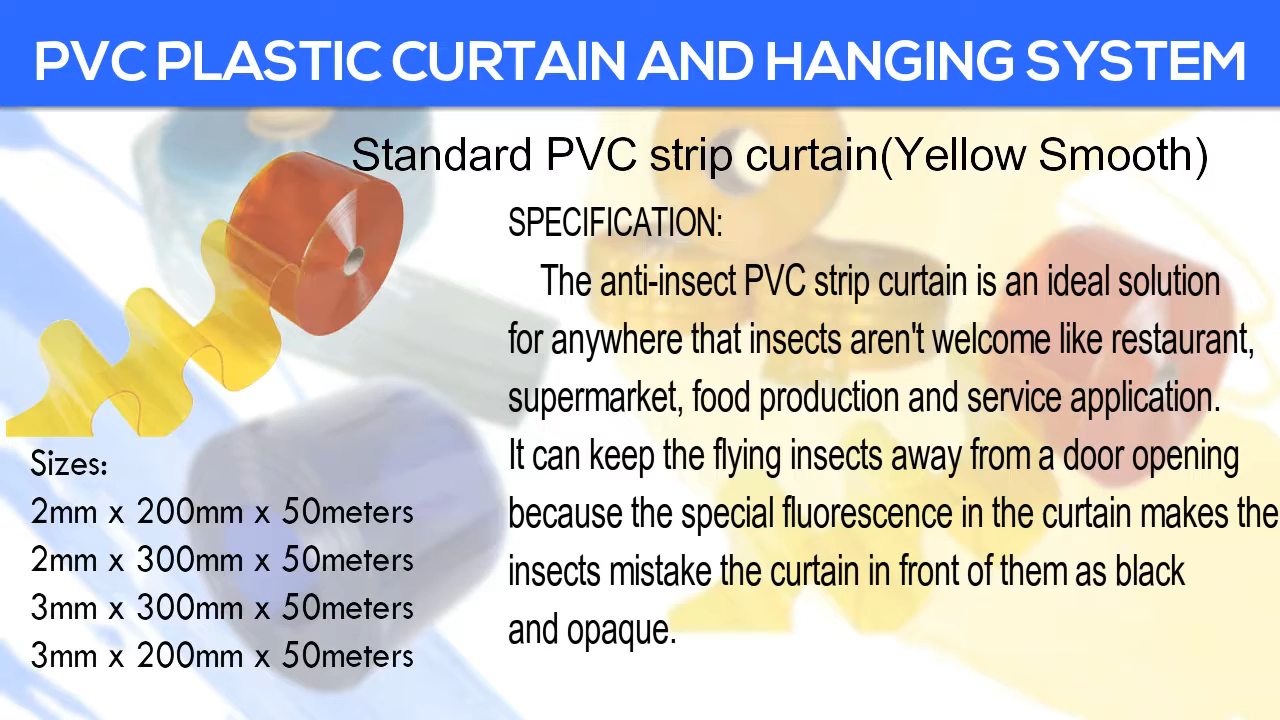 PVC PLASTIC CURTAIN AND HANGING SYSTEM
Standard PVC strip curtain(Yellow Smooth)
SPECIFICATION:
The anti-insect PVC strip curtain is an ideal solution
for anywhere that insects aren't welcome like restaurant,
supermarket, food production and service application.
It can keep the flying insects away from a door opening
because the special fluorescence in the curtain makes the
insects mistake the curtain in front of them as black
and opaque.
Sizes:
2mm x 200mm x 50meters
2mm x 300mm x 50meters
3mm x 300mm x 50meters
3mm x 200mm x 50meters